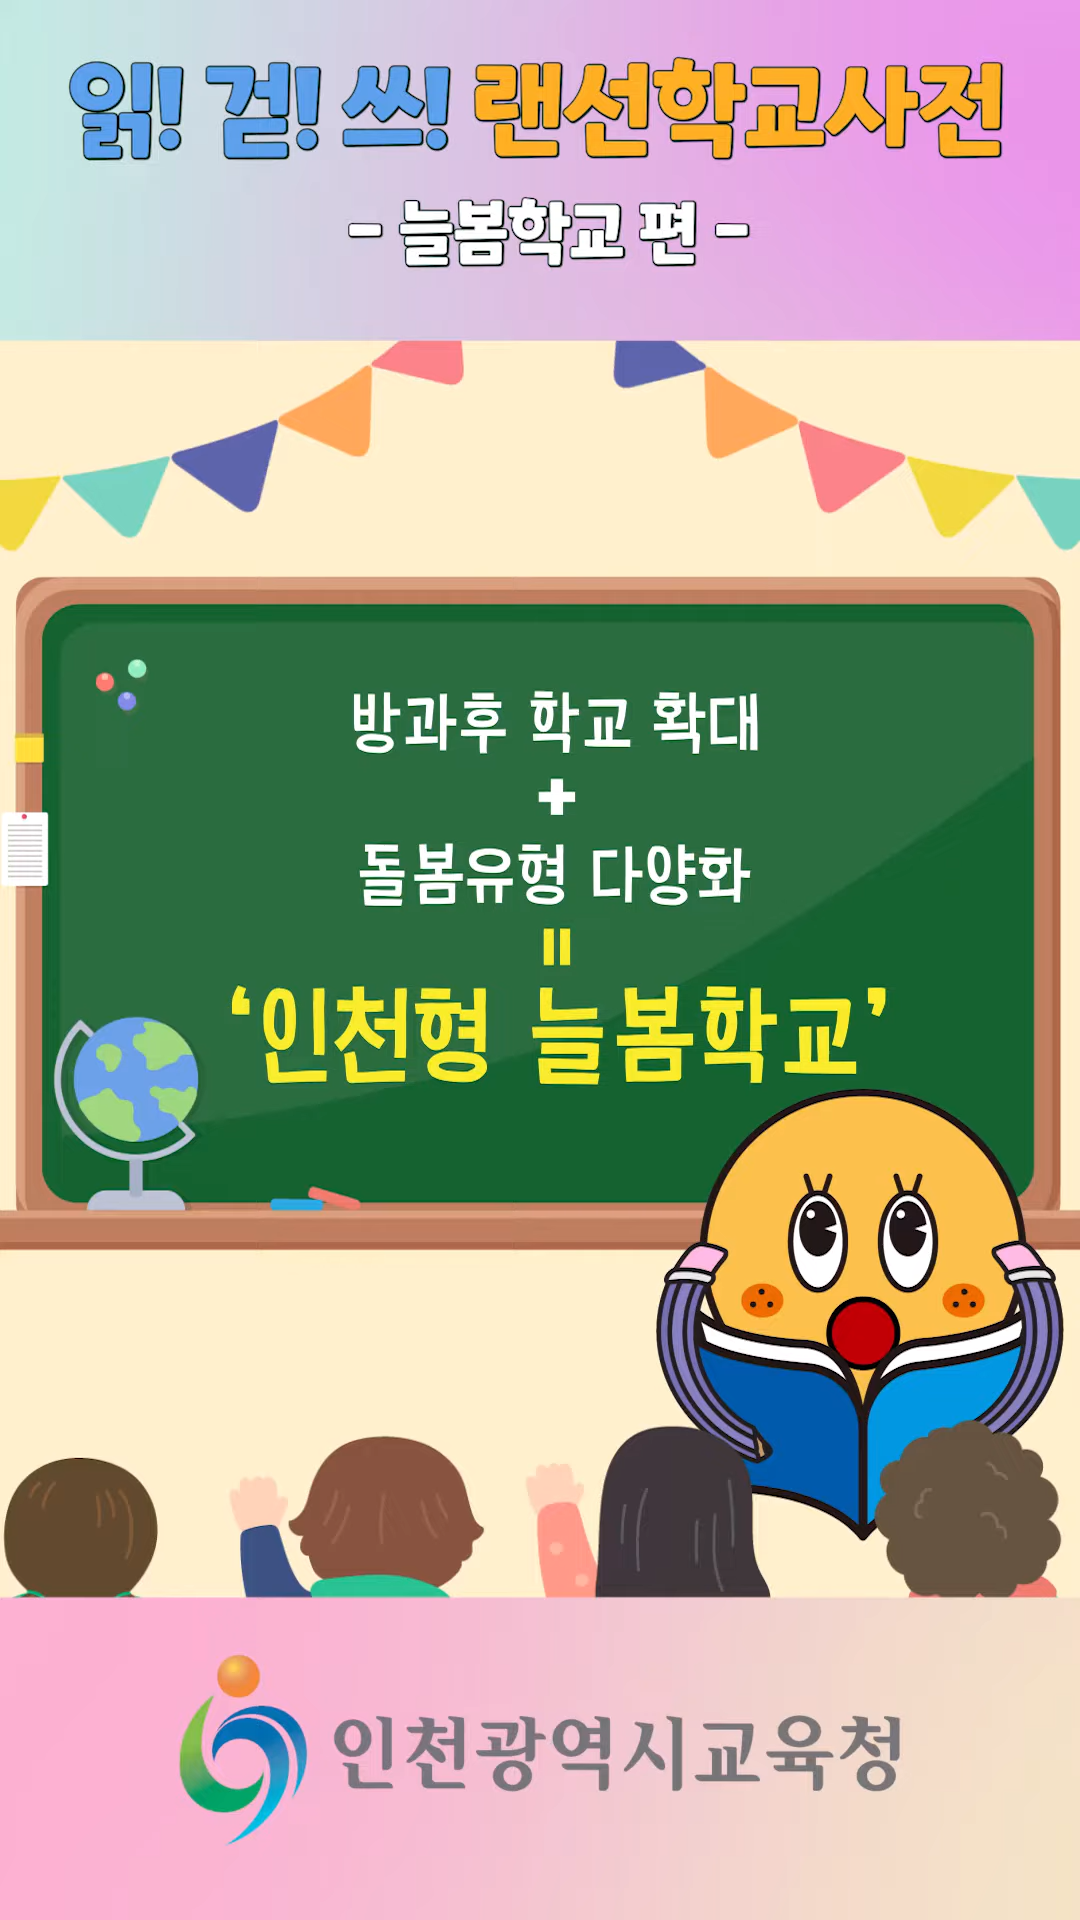 읽! 걷! 쓰! 랜선학교사전
- 늘봄학교 편 -
방과후 학교 확대
+
돌봄유형 다양화
=
‘인천형 늘봄학교’
인천광역시교육청